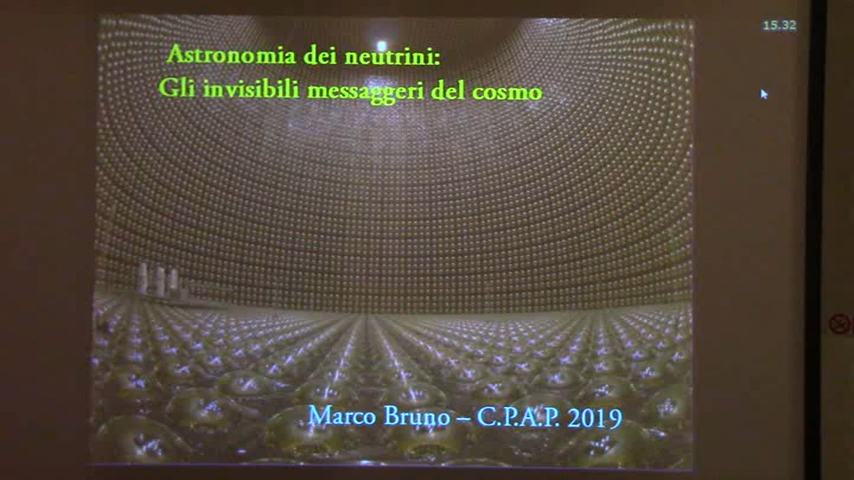 15.32
Astronomia dei neutrini:
Gli invisibili messaggeri del cosmo
Marco Bruno – C.P.A.P. 2019